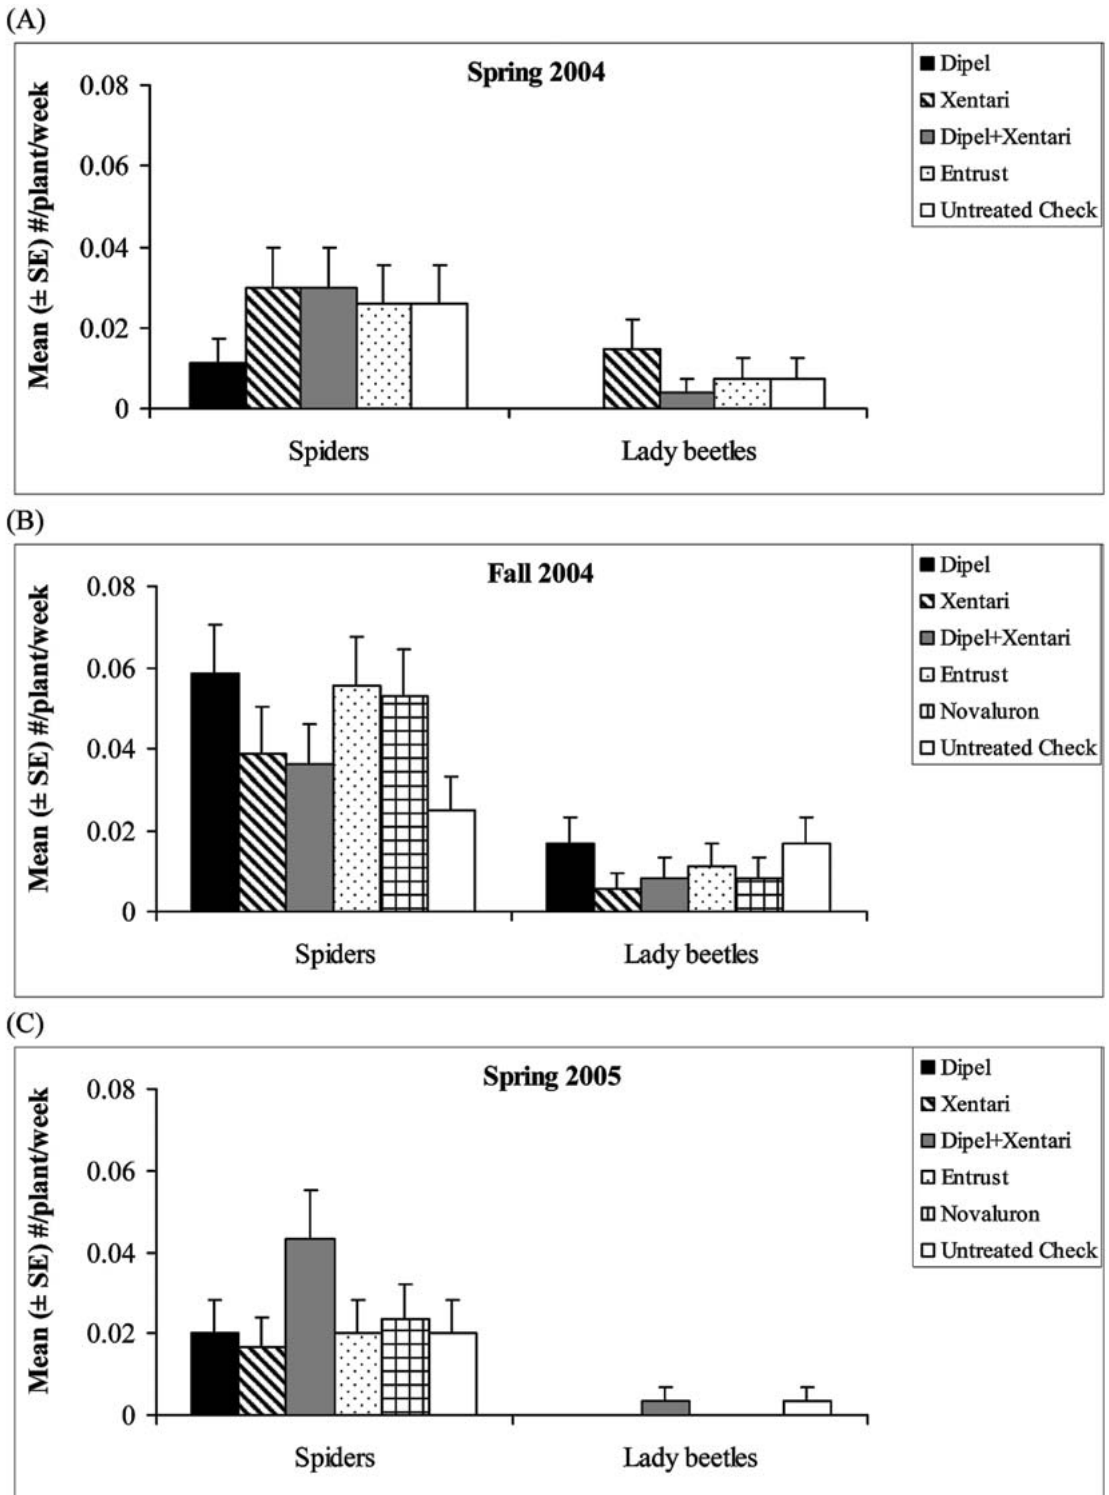 (A)
Spring 2004
Mean (± SE) #/plant/week
0.08
0.06
0.04
0.02
0
Spiders
Lady beetles
Dipel
Xentari
Dipel+Xentari
Entrust
Untreated Check
(B)
Fall 2004
Mean (± SE) #/plant/week
0.08
0.06
0.04
0.02
0
Spiders
Lady beetles
Dipel
Xentari
Dipel+Xentari
Entrust
Novaluron
Untreated Check
(C)
Spring 2005
Mean (± SE) #/plant/week
0.08
0.06
0.04
0.02
0
Spiders
Lady beetles
Dipel
Xentari
Dipel+Xentari
Entrust
Novaluron
Untreated Check